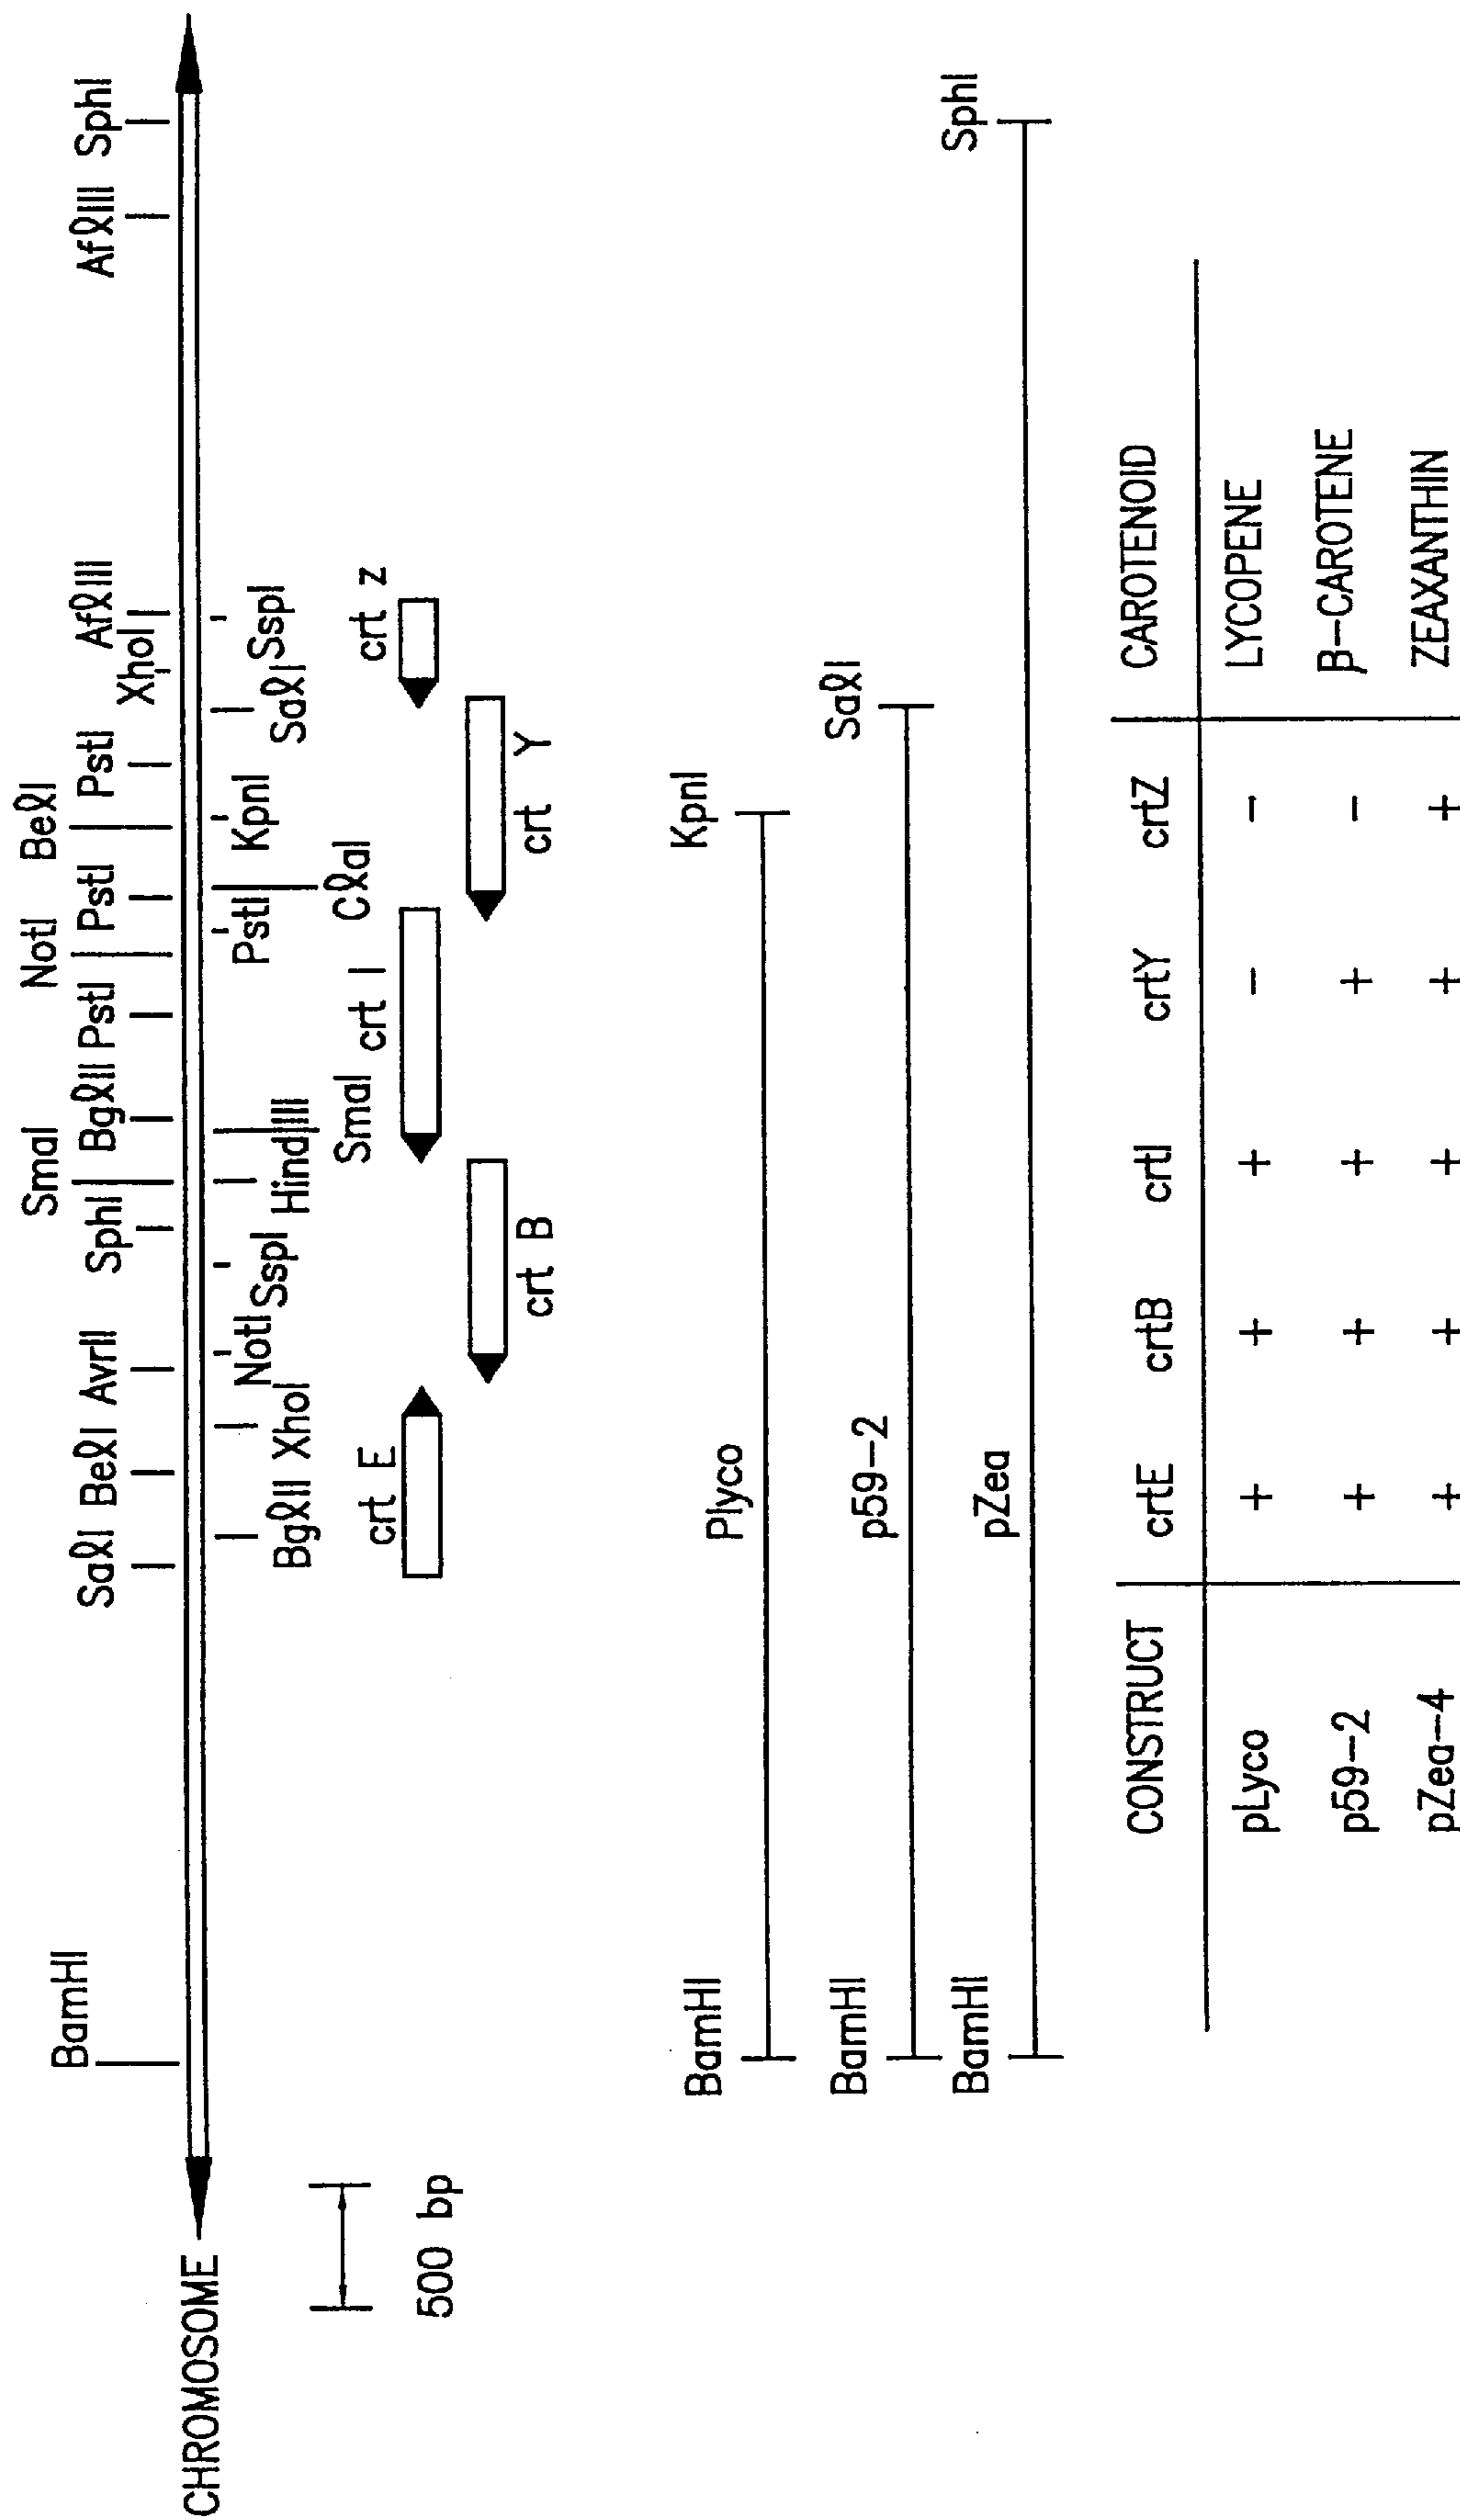 BamHI
SmaI NotI BeℓI
SaℓI BeℓI AvrII SphI BgℓII PstI PstI PstI XhoI AfℓIII AfℓIII SphI
CHROMOSOME
NotI SspI PstI KpnI SspI
BgℓII XhoI HindIII SaℓI
SmaI CℓaI
500 bp
crt E crt I crt Z
crt B crt Y
BamHI Plyco KpnI
BamHI p59-2 SaℓI
BamHI pZea SphI
CONSTRUCT crtE crtB crtI crtY crtZ CAROTENOID
pLyco + + + - - LYCOPENE
p59-2 + + + + - β-CAROTENE
pZea-4 + + + + + ZEAXANTHIN